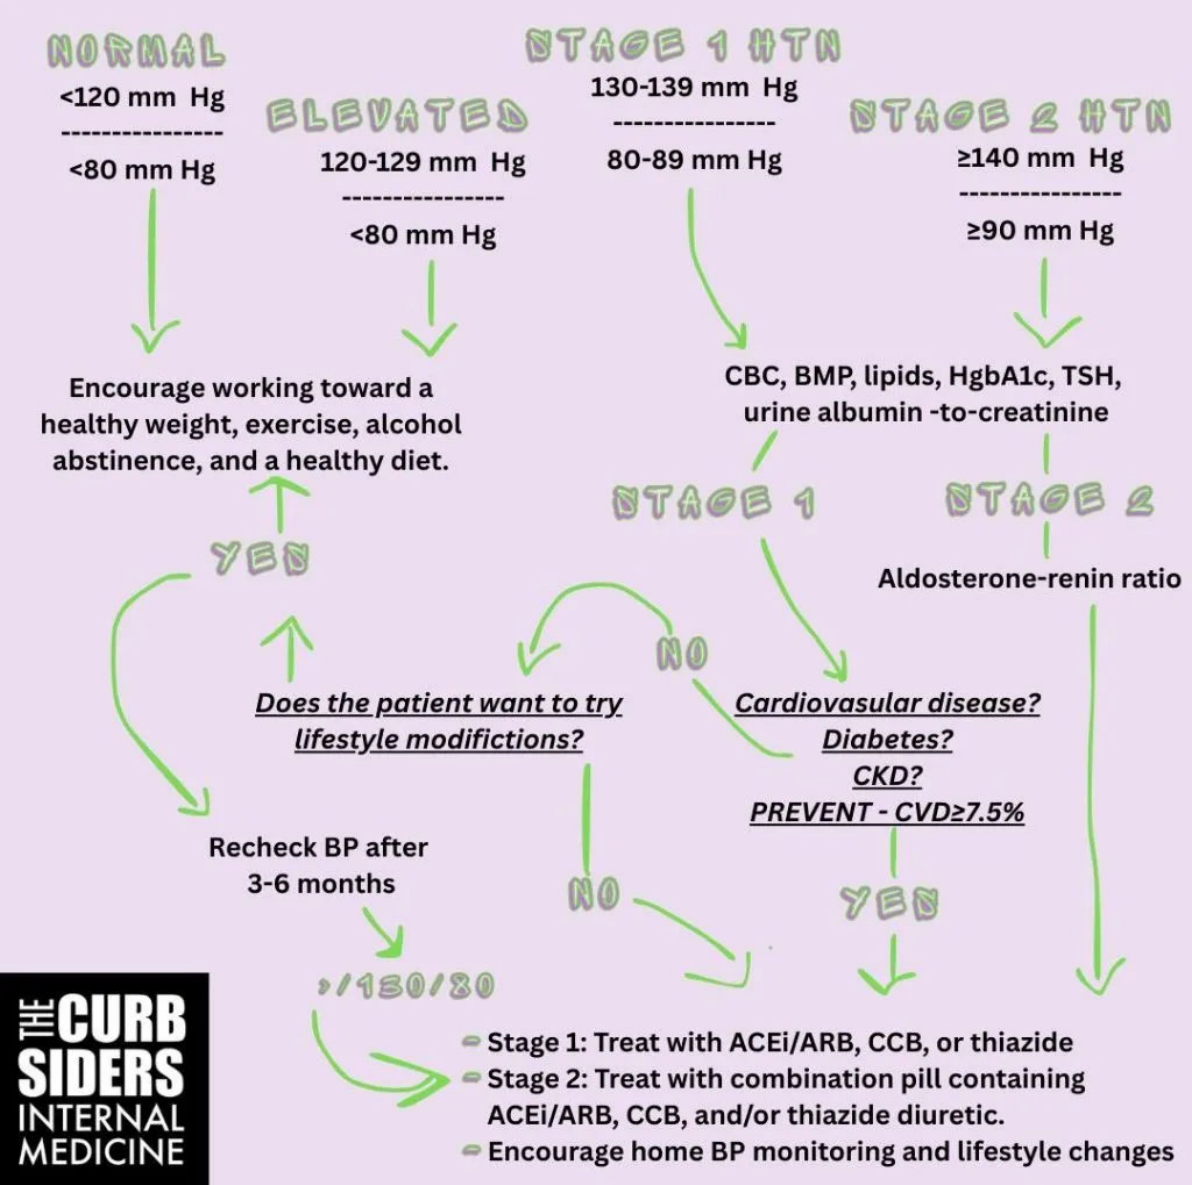 NORMAL
<120 mm Hg
----------------
<80 mm Hg
ELEVATED
120-129 mm Hg
----------------
<80 mm Hg
STAGE 1 HTN
130-139 mm Hg
----------------
80-89 mm Hg
STAGE 2 HTN
≥140 mm Hg
----------------
≥90 mm Hg
Encourage working toward a
healthy weight, exercise, alcohol
abstinence, and a healthy diet.
CBC, BMP, lipids, HgbA1c, TSH,
urine albumin -to-creatinine
STAGE 1
STAGE 2
Aldosterone-renin ratio
YES
NO
Does the patient want to try
lifestyle modifictions?
Cardiovasular disease?
Diabetes?
CKD?
PREVENT - CVD≥7.5%
Recheck BP after
3-6 months
NO
YES
>/130/80
Stage 1: Treat with ACEi/ARB, CCB, or thiazide
Stage 2: Treat with combination pill containing
ACEi/ARB, CCB, and/or thiazide diuretic.
Encourage home BP monitoring and lifestyle changes
THE CURB
SIDERS
INTERNAL
MEDICINE